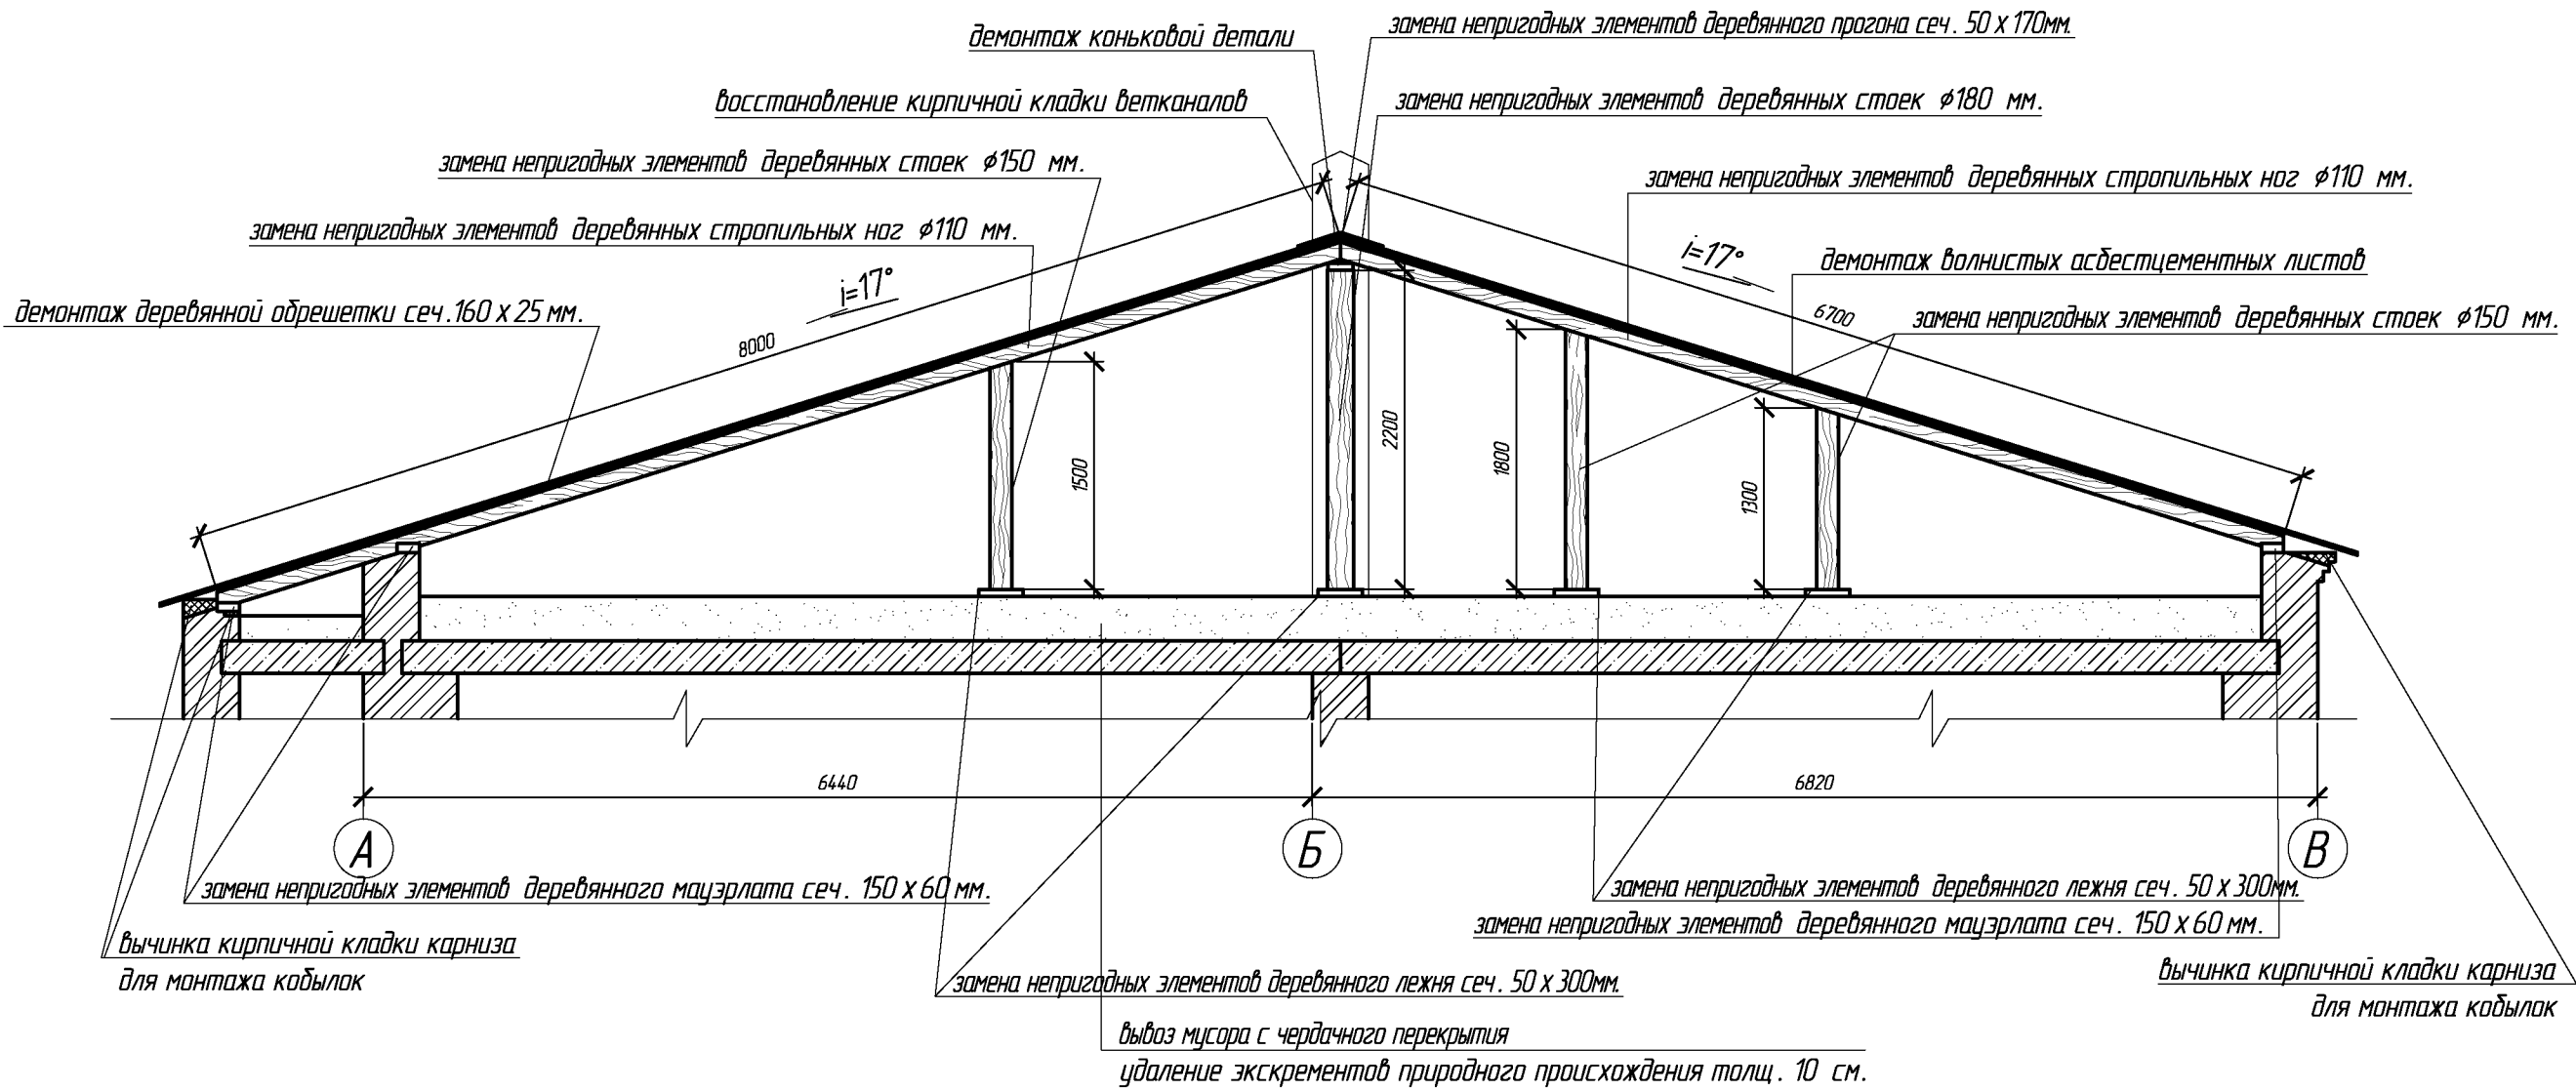 демонтаж коньковой детали
замена непригодных элементов деревянного прогона сеч. 50 х 170мм.
восстановление кирпичной кладки ветканалов
замена непригодных элементов деревянных стоек ⌀180 мм.
замена непригодных элементов деревянных стоек ⌀150 мм.
замена непригодных элементов деревянных стропильных ног ⌀110 мм.
замена непригодных элементов деревянных стропильных ног ⌀110 мм.
i=17°
i=17°
демонтаж волнистых асбестцементных листов
демонтаж деревянной обрешетки сеч.160 х 25 мм.
8000
6700
замена непригодных элементов деревянных стоек ⌀150 мм.
1500
2200
1800
1300
6440
6820
А
Б
В
замена непригодных элементов деревянного мауэрлата сеч. 150 х 60 мм.
замена непригодных элементов деревянного лежня сеч. 50 х 300мм.
замена непригодных элементов деревянного мауэрлата сеч. 150 х 60 мм.
вычинка кирпичной кладки карниза
для монтажа кобылок
замена непригодных элементов деревянного лежня сеч. 50 х 300мм.
вычинка кирпичной кладки карниза
для монтажа кобылок
вывоз мусора с чердачного перекрытия
удаление экскрементов природного происхождения толщ. 10 см.